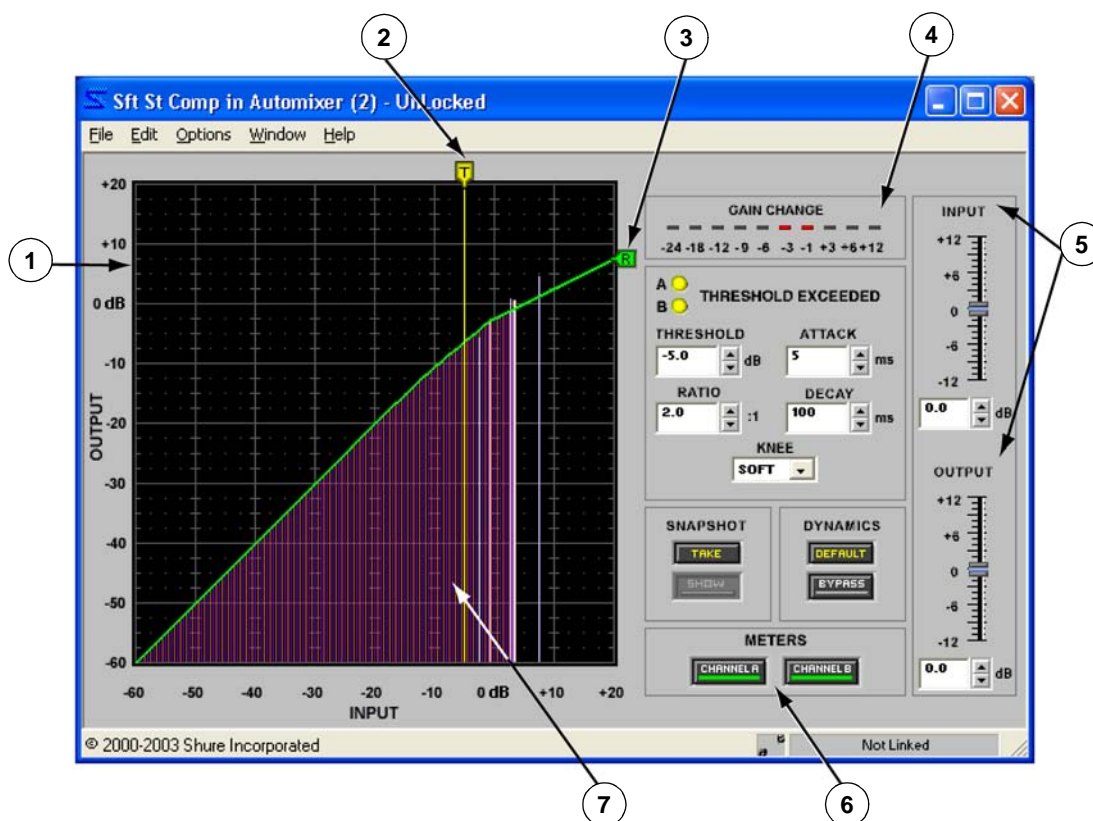 2
3
4
Sft St Comp in Automixer (2) - UnLocked
File Edit Options Window Help
T
+20
+10
0 dB
-10
-20
-30
-40
-50
-60
OUTPUT
1
R
-60 -50 -40 -30 -20 -10 0 dB +10 +20
INPUT
GAIN CHANGE
-24 -18 -12 -9 -6 -3 -1 +3 +6 +12
A
B
THRESHOLD EXCEEDED
THRESHOLD ATTACK
-5.0 dB 5 ms
RATIO DECAY
2.0 :1 100 ms
KNEE
SOFT
SNAPSHOT
TAKE
SHOW
DYNAMICS
DEFAULT
BYPASS
METERS
CHANNEL A CHANNEL B
INPUT
+12
+6
0
-6
-12
0.0 dB
5
OUTPUT
+12
+6
0
-6
-12
0.0 dB
© 2000-2003 Shure Incorporated
Not Linked
7
6